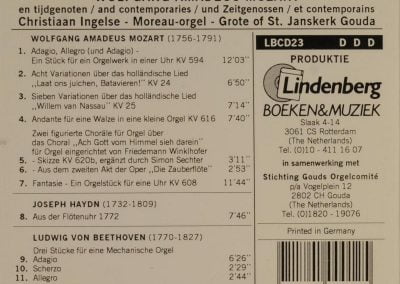 en tijdgenoten / and contemporaries / und Zeitgenossen / et contemporains
Christiaan Ingelse - Moreau-orgel - Grote of St. Janskerk Gouda
WOLFGANG AMADEUS MOZART (1756-1791)
1. Adagio, Allegro (und Adagio) -
Ein Stück für ein Orgelwerk in einer Uhr KV 594 12'03"
2. Acht Variationen über das holländische Lied
"Laat ons juichen, Batavieren!" KV 24 6'50"
3. Sieben Variationen über das holländische Lied
"Willem van Nassau" KV 25 7'14"
4. Andante für eine Walze in eine kleine Orgel KV 616 7'40"
Zwei figurierte Choräle für Orgel über
das Choral "Ach Gott vom Himmel sieh darein"
für Orgel eingerichtet von Friedemann Winklhofer
5. - Skizze KV 620b, ergänzt durch Simon Sechter 3'11"
6. - Aus dem zweiten Akt der Oper "Die Zauberflöte" 2'53"
7. Fantasie - Ein Orgelstück für eine Uhr KV 608 11'44"
JOSEPH HAYDN (1732-1809)
8. Aus der Flötenuhr 1772 7'46"
LUDWIG VON BEETHOVEN (1770-1827)
Drei Stücke für eine Mechanische Orgel
9. Adagio 6'26"
10. Scherzo 2'29"
11. Allegro 2'44"
LBCD23 D D D
PRODUKTIE
Lindenberg
BOEKEN&MUZIEK
Slaak 4-14
3061 CS Rotterdam
(The Netherlands)
Tel. (0)10 - 411 16 07
in samenwerking met
Stichting Gouds Orgelcomité
p/a Vogelplein 12
2802 CH Gouda
(The Netherlands)
Tel. (0)1820 - 19076
Printed in Germany